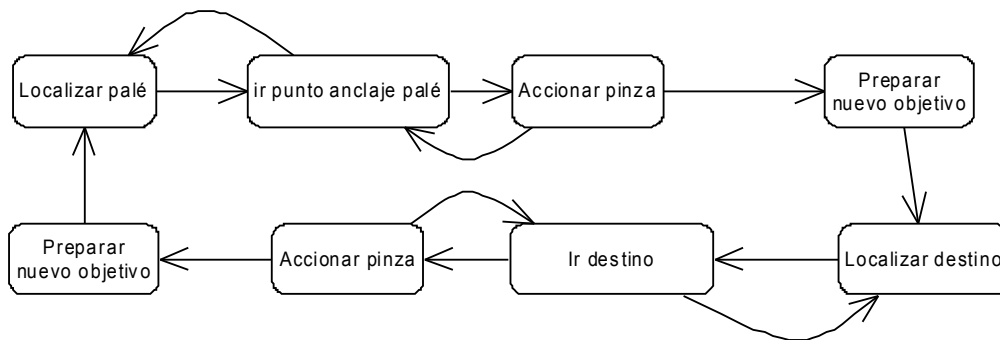 Localizar palé
ir punto anclaje palé
Accionar pinza
Preparar
nuevo objetivo
Preparar
nuevo objetivo
Accionar pinza
Ir destino
Localizar destino